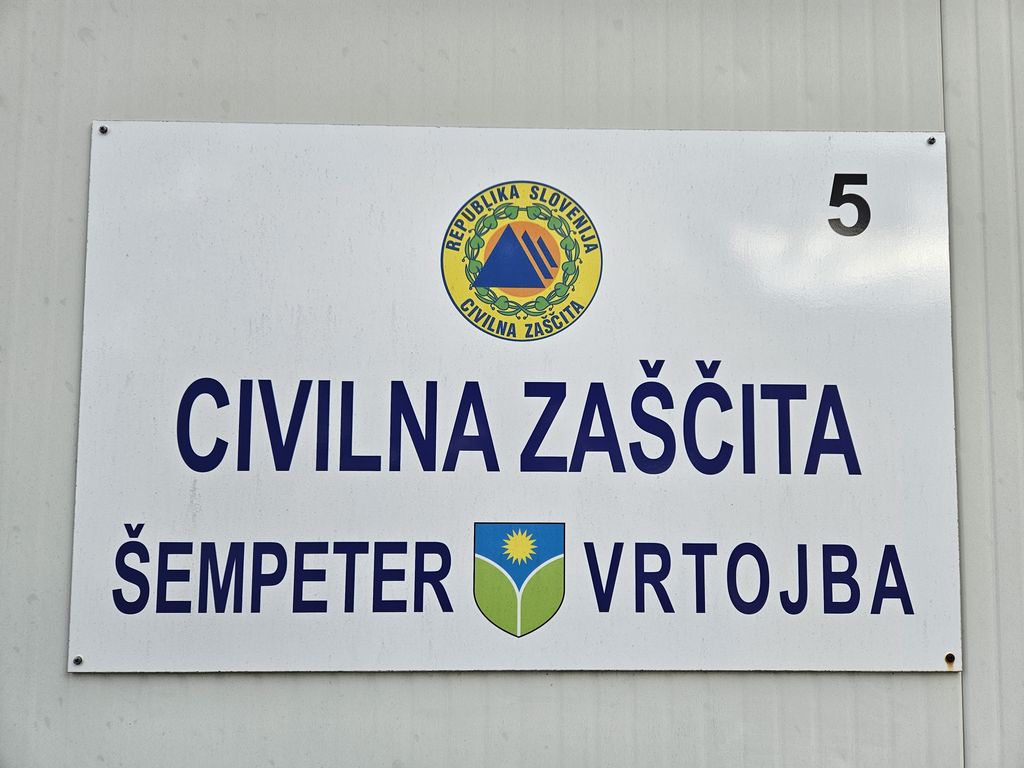 5
REPUBLIKA SLOVENIJA
CIVILNA ZAŠČITA
CIVILNA ZAŠČITA
ŠEMPETER VRTOJBA